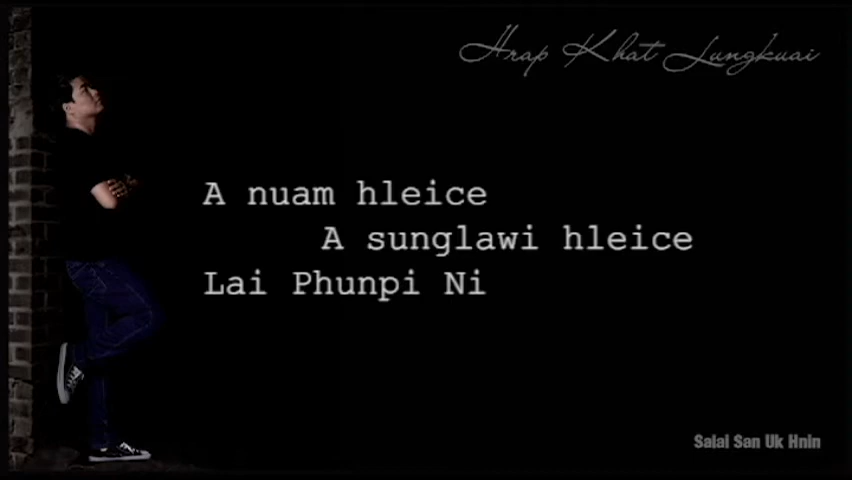 Hrap Khat Lungkuai
A nuam hleice
A sunglawi hleice
Lai Phunpi Ni
Salai San Uk Hnin